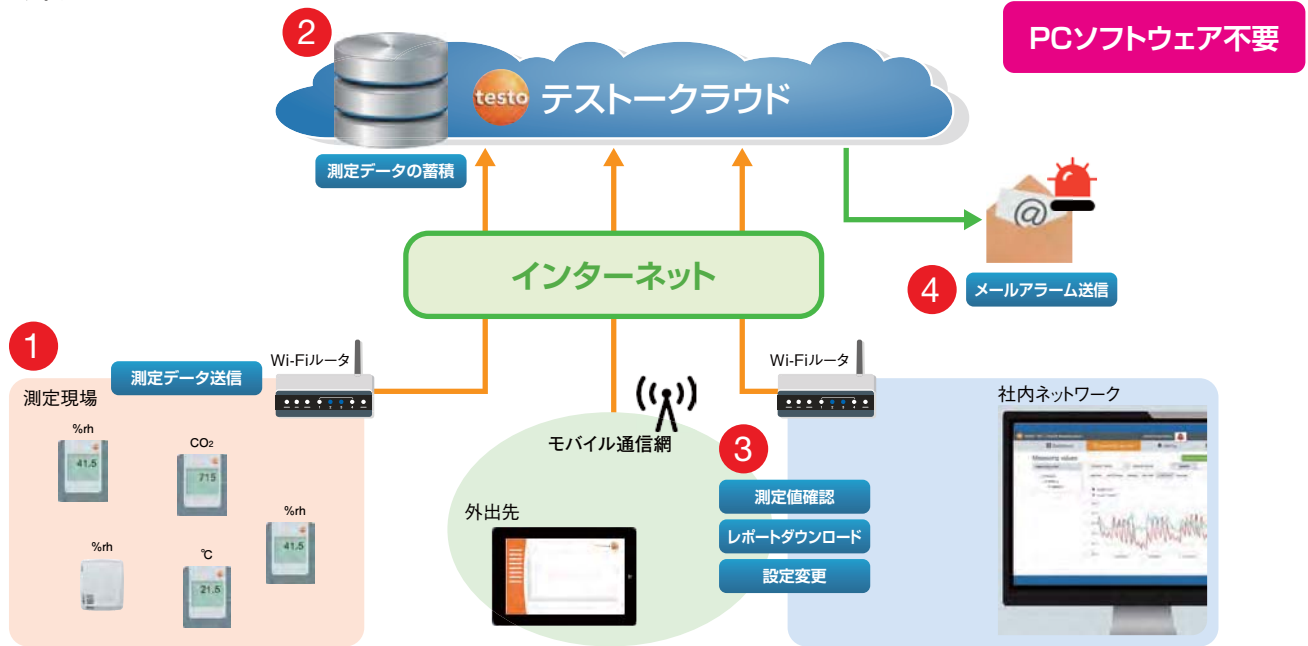 PCソフトウェア不要
2
testo テストークラウド
測定データの蓄積
インターネット
4
メールアラーム送信
1
測定データ送信
Wi-Fiルータ
測定現場
%rh
41.5
CO₂
715
%rh
41.5
%rh
℃
21.5
モバイル通信網
外出先
3
測定値確認
レポートダウンロード
設定変更
Wi-Fiルータ
社内ネットワーク
Measuring values